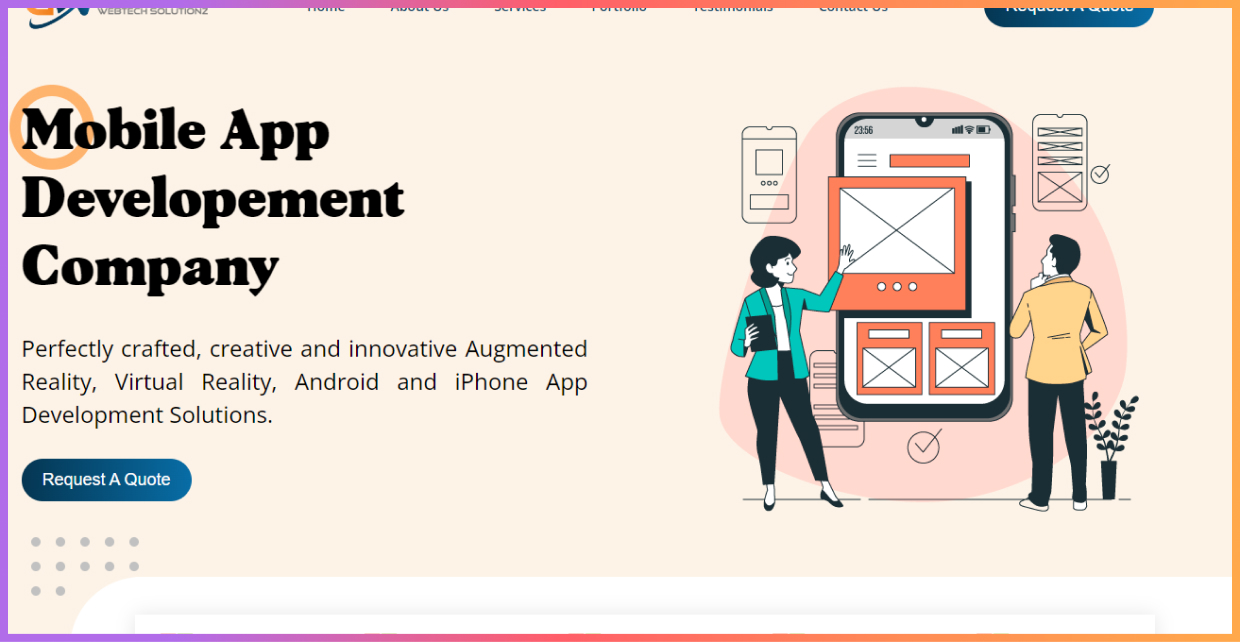 WEBTECH SOLUTIONZ
Home About Us Services Portfolio Testimonials Contact Us Request A Quote
Mobile App
Developement
Company
23:56
Perfectly crafted, creative and innovative Augmented
Reality, Virtual Reality, Android and iPhone App
Development Solutions.
Request A Quote